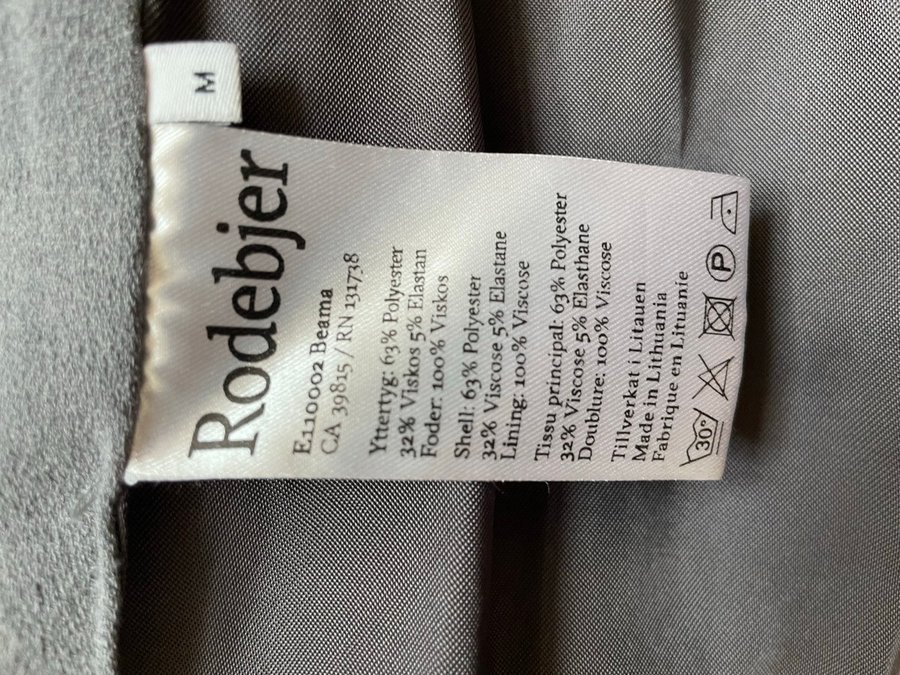 M
Rodebjer
E.110002 Beama
CA 39815 / RN 131738
Yttertyg: 63% Polyester
32% Viskos 5% Elastan
Foder: 100% Viskos
Shell: 63% Polyester
32% Viscose 5% Elastane
Lining: 100% Viscose
Tissu principal: 63% Polyester
32% Viscose 5% Elasthane
Doublure: 100% Viscose
Tillverkat i Litauen
Made in Lithuania
Fabrique en Lituanie
30° P